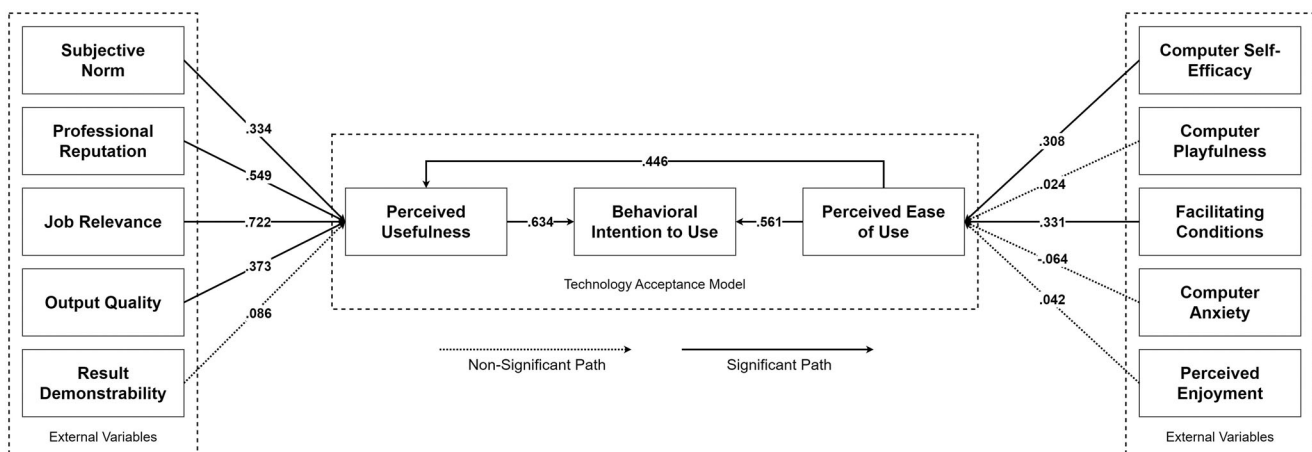 Subjective
Norm
Professional
Reputation
Job Relevance
Output Quality
Result
Demonstrability
External Variables
.334
.549
.722
.373
.086
.446
Perceived
Usefulness
.634
Behavioral
Intention to Use
.561
Perceived Ease
of Use
Technology Acceptance Model
Non-Significant Path
Significant Path
.308
.024
.331
-.064
.042
Computer Self-
Efficacy
Computer
Playfulness
Facilitating
Conditions
Computer
Anxiety
Perceived
Enjoyment
External Variables